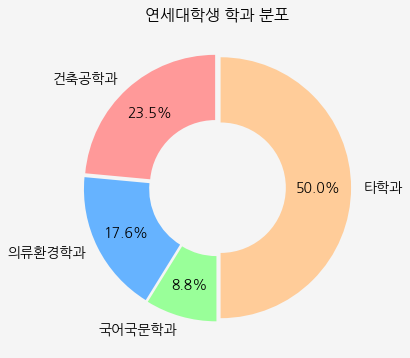 연세대학생 학과 분포
건축공학과
23.5%
50.0%
타학과
17.6%
의류환경학과
8.8%
국어국문학과